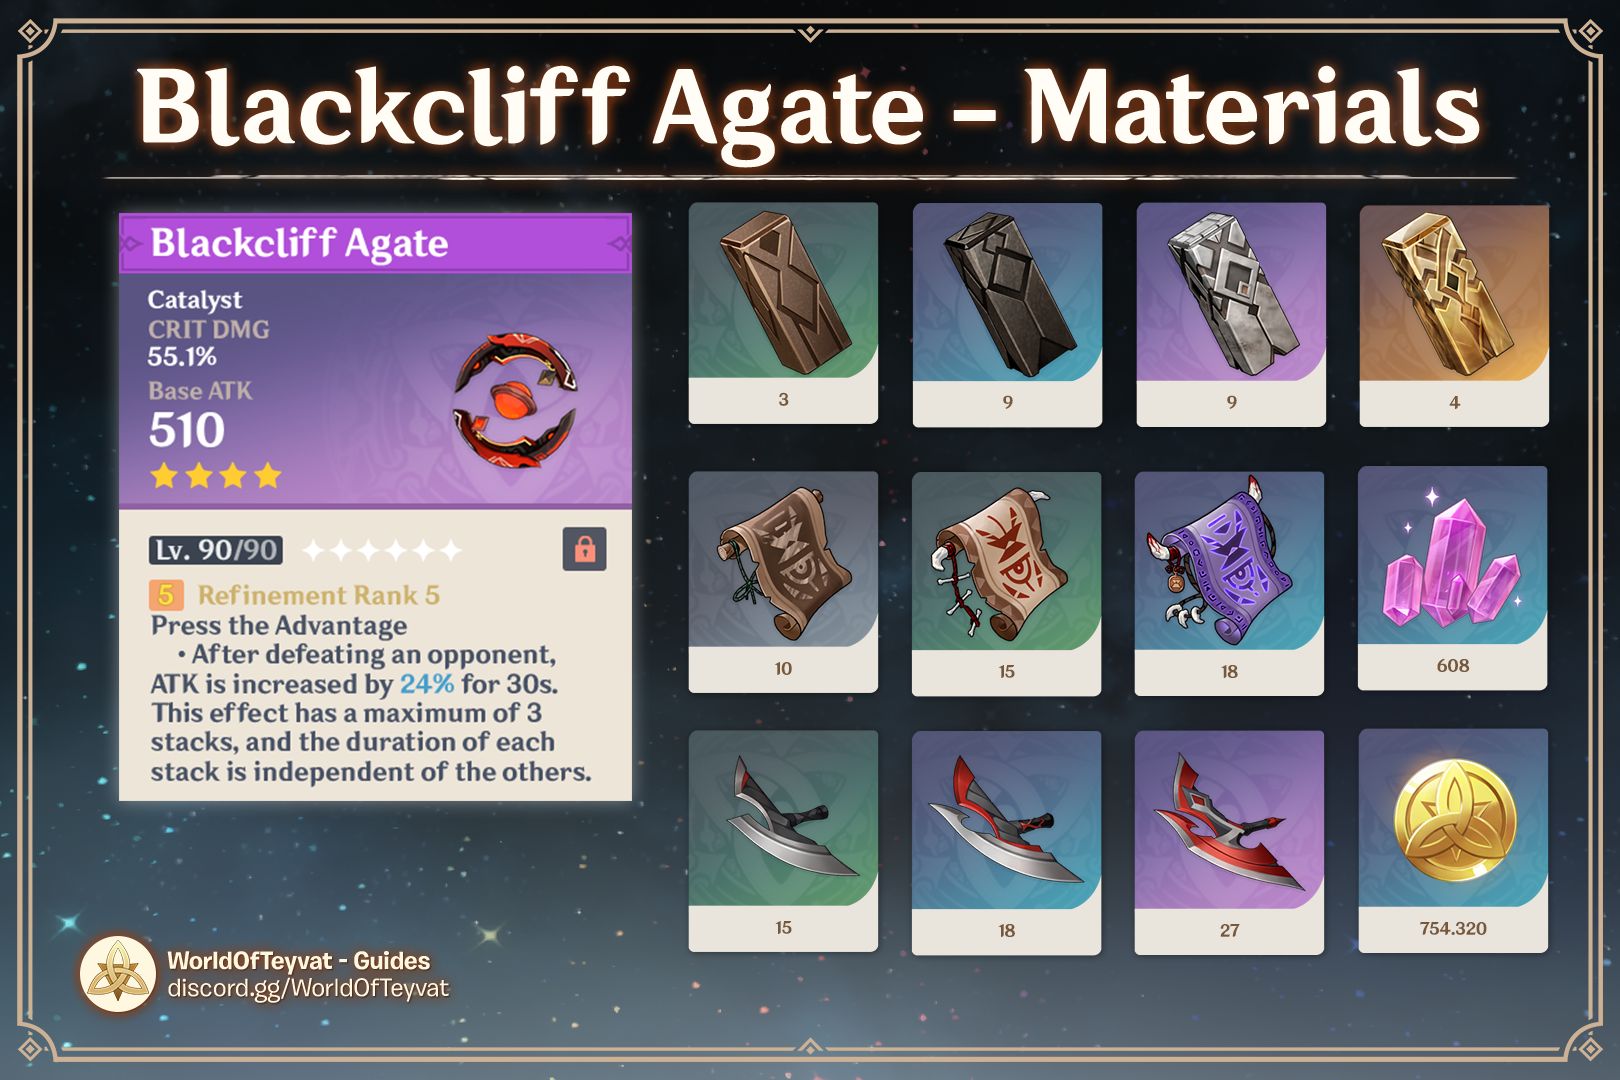 Blackcliff Agate – Materials
Blackcliff Agate
Catalyst
CRIT DMG
55.1%
Base ATK
510
Lv. 90/90
5 Refinement Rank 5
Press the Advantage
• After defeating an opponent,
ATK is increased by 24% for 30s.
This effect has a maximum of 3
stacks, and the duration of each
stack is independent of the others.
3
9
9
4
10
15
18
608
15
18
27
754.320
WorldOfTeyvat - Guides
discord.gg/WorldOfTeyvat